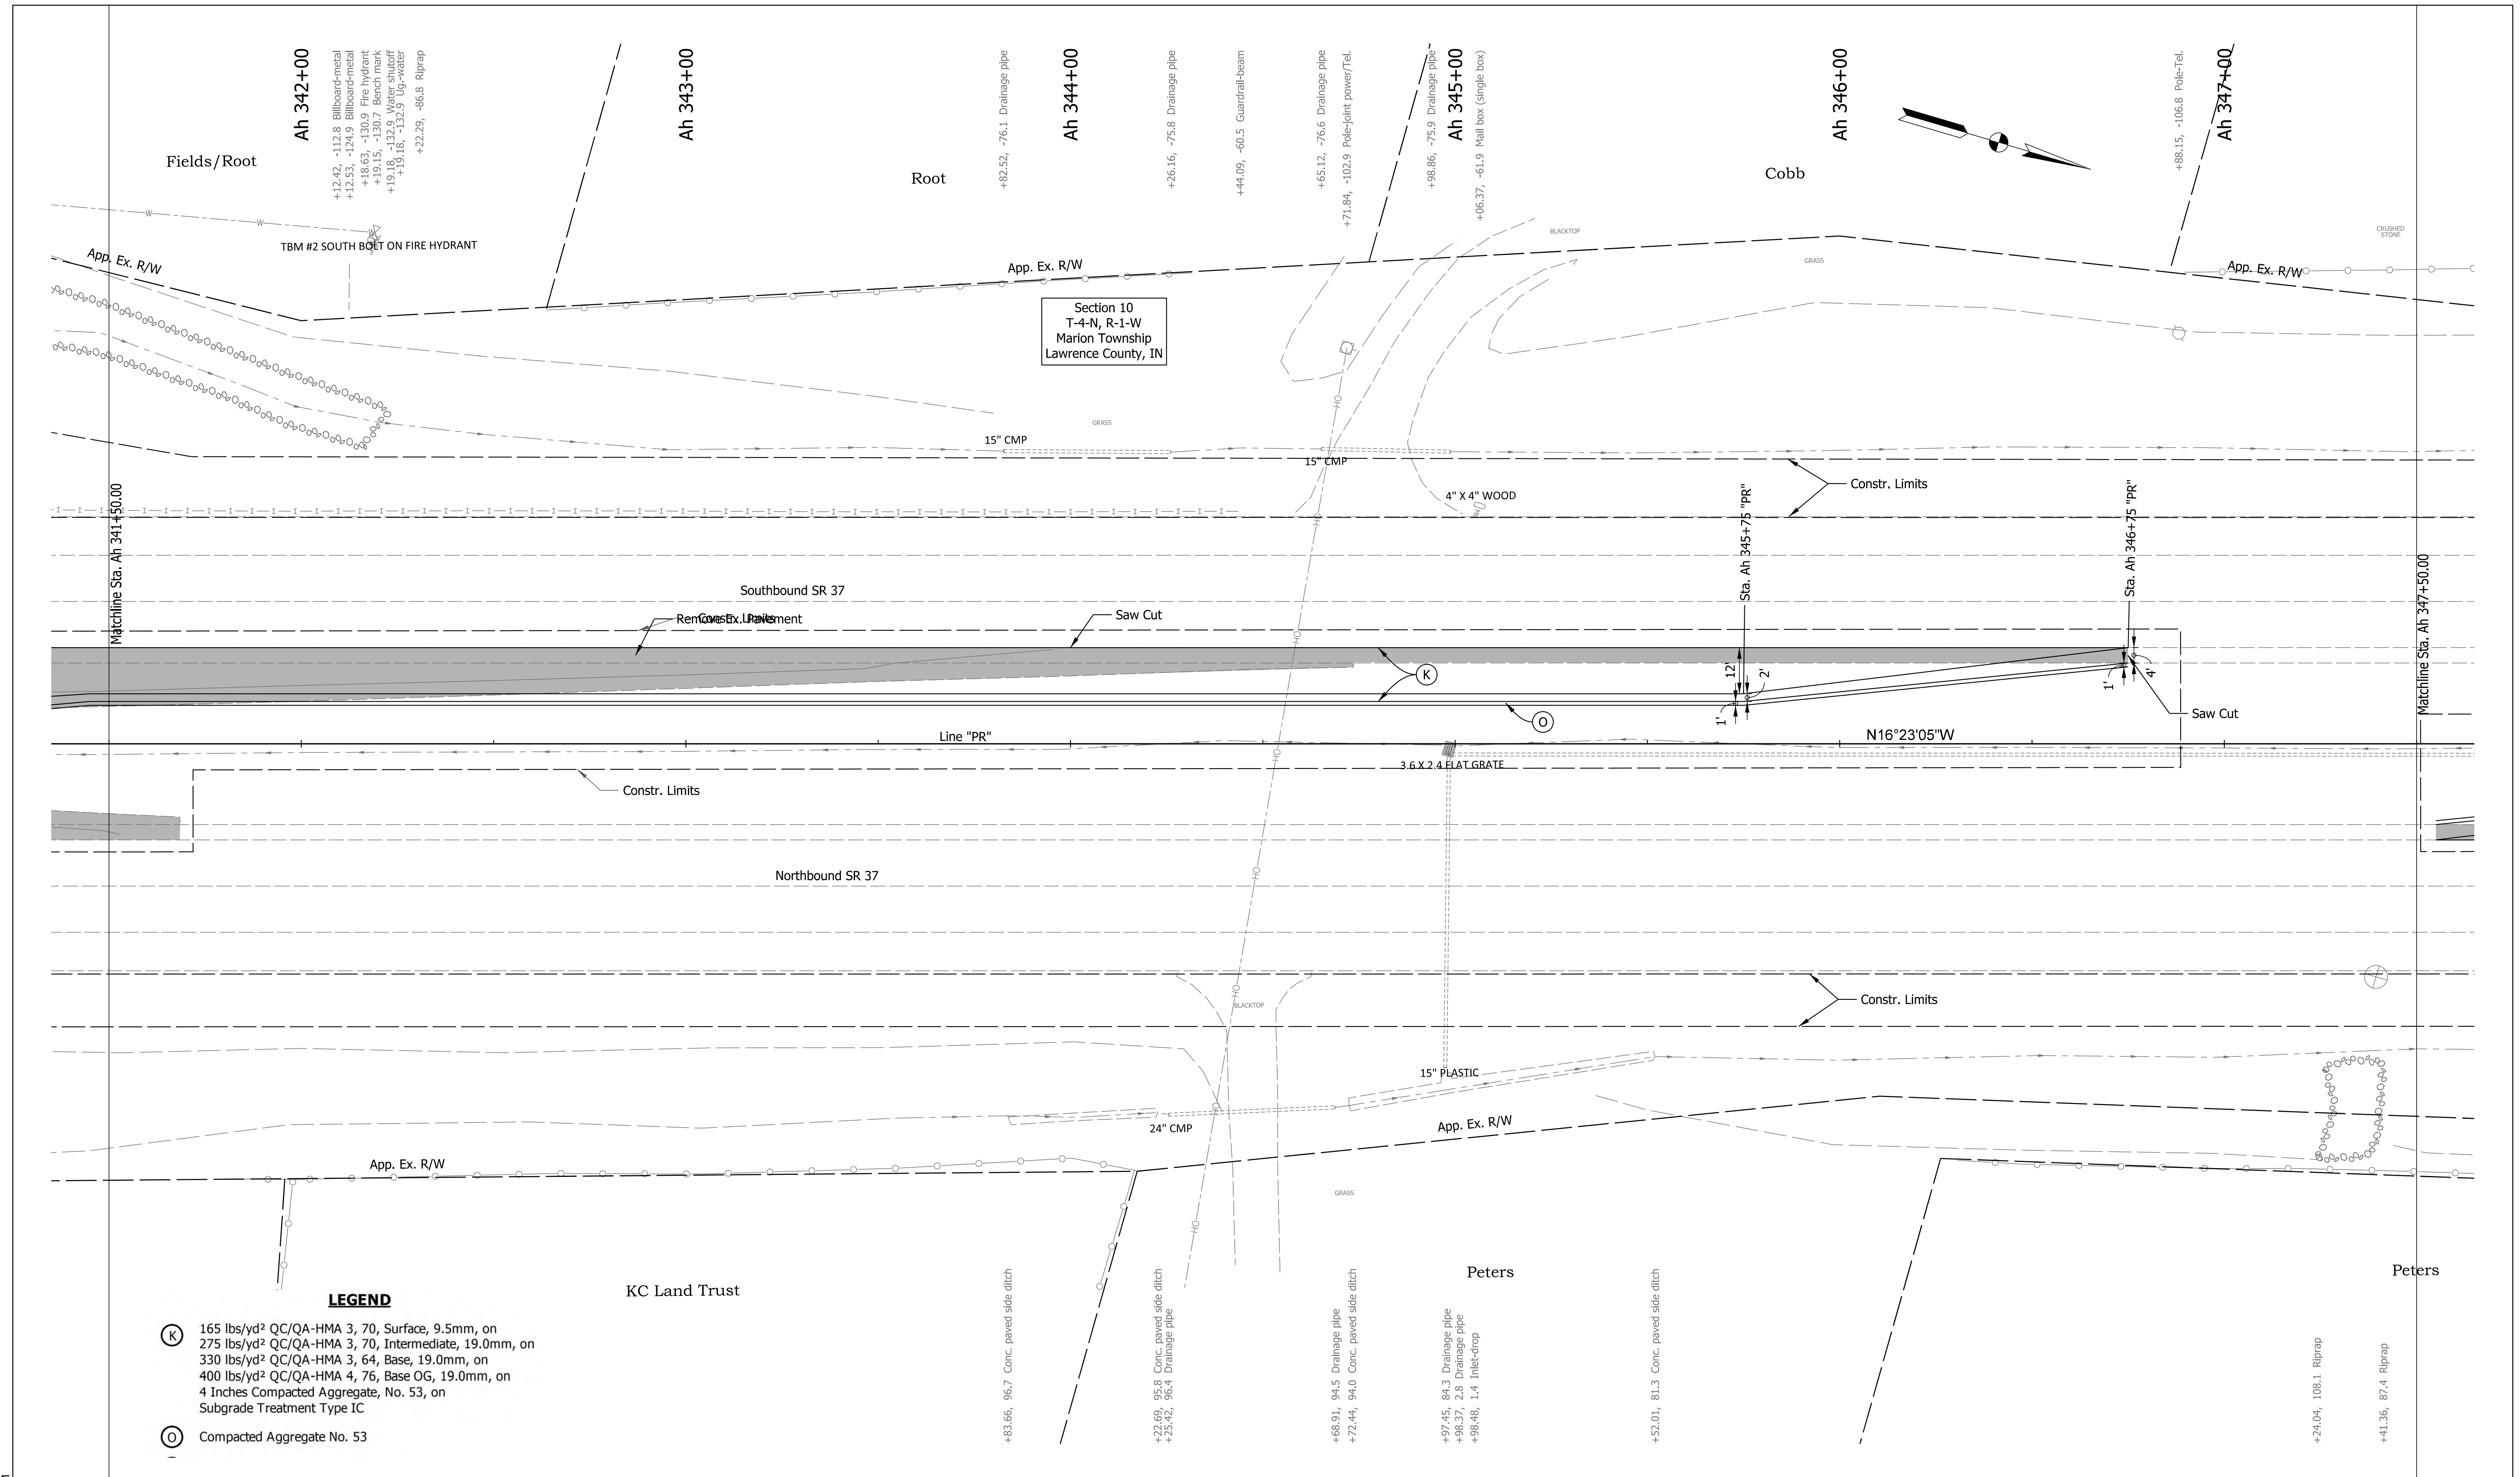 Ah 342+00
Ah 343+00
Ah 344+00
Ah 345+00
Ah 346+00
Ah 347+00
+12.42, -112.8 Billboard-metal
+12.53, -124.9 Billboard-metal
+18.63, -130.9 Fire hydrant
+19.15, -130.7 Bench mark
+19.18, -132.9 Water shutoff
+19.18, -132.9 Ug.-water
+22.29, -86.8 Riprap
+82.52, -76.1 Drainage pipe
+26.16, -75.8 Drainage pipe
+44.09, -60.5 Guardrail-beam
+65.12, -76.6 Drainage pipe
+71.84, -102.9 Pole-joint power/Tel.
+98.86, -75.9 Drainage pipe
+06.37, -61.9 Mail box (single box)
+88.15, -106.8 Pole-Tel.
Fields/Root
Root
Cobb
W
W
TBM #2 SOUTH BOLT ON FIRE HYDRANT
BLACKTOP
CRUSHED
STONE
GRASS
App. Ex. R/W
App. Ex. R/W
App. Ex. R/W
Section 10
T-4-N, R-1-W
Marion Township
Lawrence County, IN
GRASS
15" CMP
15" CMP
OH
4" X 4" WOOD
Constr. Limits
Matchline Sta. Ah 341+50.00
Sta. Ah 345+75 "PR"
Sta. Ah 346+75 "PR"
Matchline Sta. Ah 347+50.00
OH
Southbound SR 37
Remove Ex. Pavement
Constr. Limits
Saw Cut
OH
K
12'
2'
1'
1'
4'
O
Saw Cut
Line "PR"
N16°23'05"W
OH
3.6 X 2.4 FLAT GRATE
Constr. Limits
Northbound SR 37
OH
OH
BLACKTOP
Constr. Limits
15" PLASTIC
24" CMP
App. Ex. R/W
App. Ex. R/W
GRASS
OH
KC Land Trust
Peters
Peters
+83.66, 96.7 Conc. paved side ditch
+22.69, 95.8 Conc. paved side ditch
+25.42, 96.4 Drainage pipe
+68.91, 94.5 Drainage pipe
+72.44, 94.0 Conc. paved side ditch
+97.45, 84.3 Drainage pipe
+98.37, 2.8 Drainage pipe
+98.48, 1.4 Inlet-drop
+52.01, 81.3 Conc. paved side ditch
+24.04, 108.1 Riprap
+41.36, 87.4 Riprap
LEGEND
K
165 lbs/yd² QC/QA-HMA 3, 70, Surface, 9.5mm, on
275 lbs/yd² QC/QA-HMA 3, 70, Intermediate, 19.0mm, on
330 lbs/yd² QC/QA-HMA 3, 64, Base, 19.0mm, on
400 lbs/yd² QC/QA-HMA 4, 76, Base OG, 19.0mm, on
4 Inches Compacted Aggregate, No. 53, on
Subgrade Treatment Type IC
O Compacted Aggregate No. 53